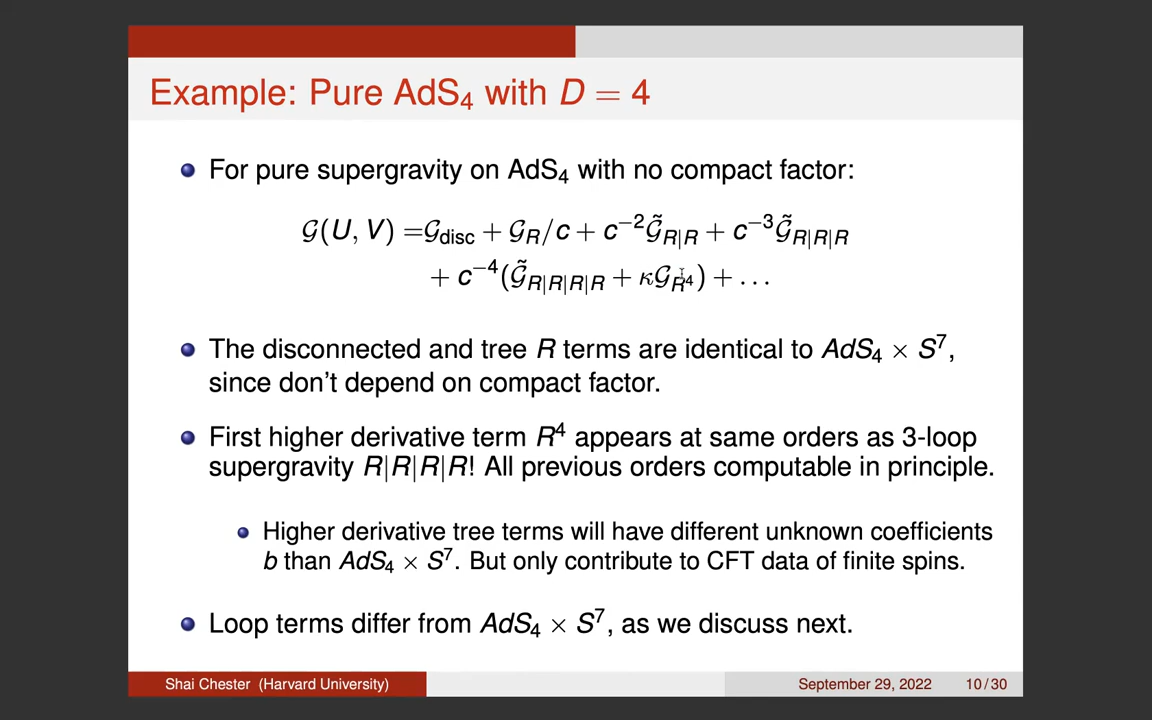 Example: Pure AdS₄ with D = 4
For pure supergravity on AdS₄ with no compact factor:
𝒢(U, V) =𝒢_disc + 𝒢_R/c + c⁻²𝒢̃_{R|R} + c⁻³𝒢̃_{R|R|R}
+ c⁻⁴(𝒢̃_{R|R|R|R} + κ𝒢_{R⁴}) + . . .
The disconnected and tree R terms are identical to AdS₄ × S⁷,
since don't depend on compact factor.
First higher derivative term R⁴ appears at same orders as 3-loop
supergravity R|R|R|R! All previous orders computable in principle.
Higher derivative tree terms will have different unknown coefficients
b than AdS₄ × S⁷. But only contribute to CFT data of finite spins.
Loop terms differ from AdS₄ × S⁷, as we discuss next.
Shai Chester (Harvard University) September 29, 2022 10 / 30